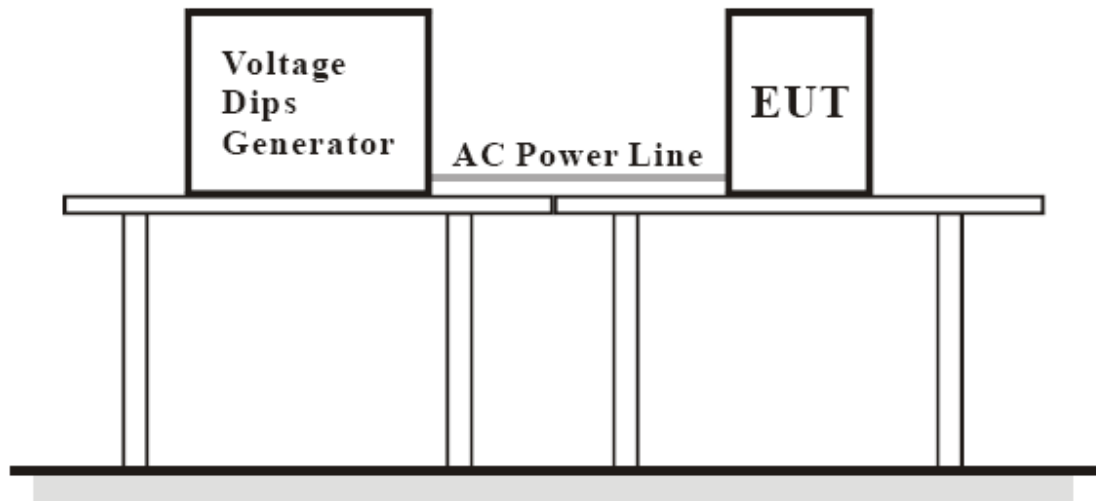 Voltage
Dips
Generator
AC Power Line
EUT